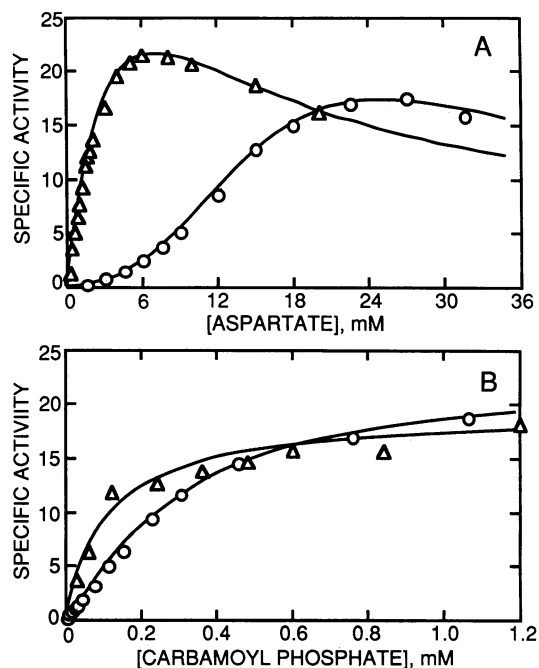 25
20
15
10
5
0
SPECIFIC ACTIVITY
A
0 6 12 18 24 30 36
[ASPARTATE], mM
25
20
15
10
5
0
SPECIFIC ACTIVIITY
B
0 0.2 0.4 0.6 0.8 1.0 1.2
[CARBAMOYL PHOSPHATE], mM